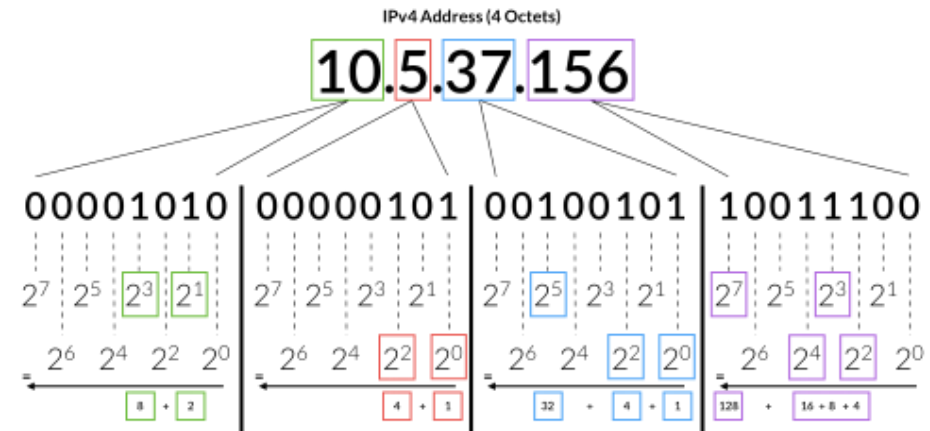 IPv4 Address (4 Octets)
10.5.37.156
00001010 00000101 00100101 10011100
2⁷ 2⁵ 2³ 2¹ 2⁷ 2⁵ 2³ 2¹ 2⁷ 2⁵ 2³ 2¹ 2⁷ 2⁵ 2³ 2¹
2⁶ 2⁴ 2² 2⁰ 2⁶ 2⁴ 2² 2⁰ 2⁶ 2⁴ 2² 2⁰ 2⁶ 2⁴ 2² 2⁰
= = = =
8 + 2 4 + 1 32 + 4 + 1 128 + 16 + 8 + 4